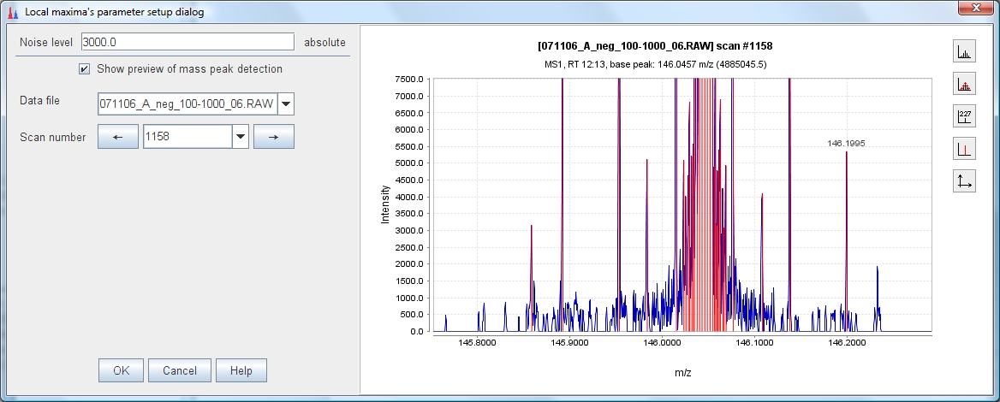 Local maxima's parameter setup dialog
Noise level 3000.0 absolute
Show preview of mass peak detection
Data file 071106_A_neg_100-1000_06.RAW
Scan number ← 1158 →
OK Cancel Help
[071106_A_neg_100-1000_06.RAW] scan #1158
MS1, RT 12:13, base peak: 146.0457 m/z (4885045.5)
Intensity
7500.0
7000.0
6500.0
6000.0
5500.0
5000.0
4500.0
4000.0
3500.0
3000.0
2500.0
2000.0
1500.0
1000.0
500.0
0.0
146.1995
145.8000 145.9000 146.0000 146.1000 146.2000
m/z
227